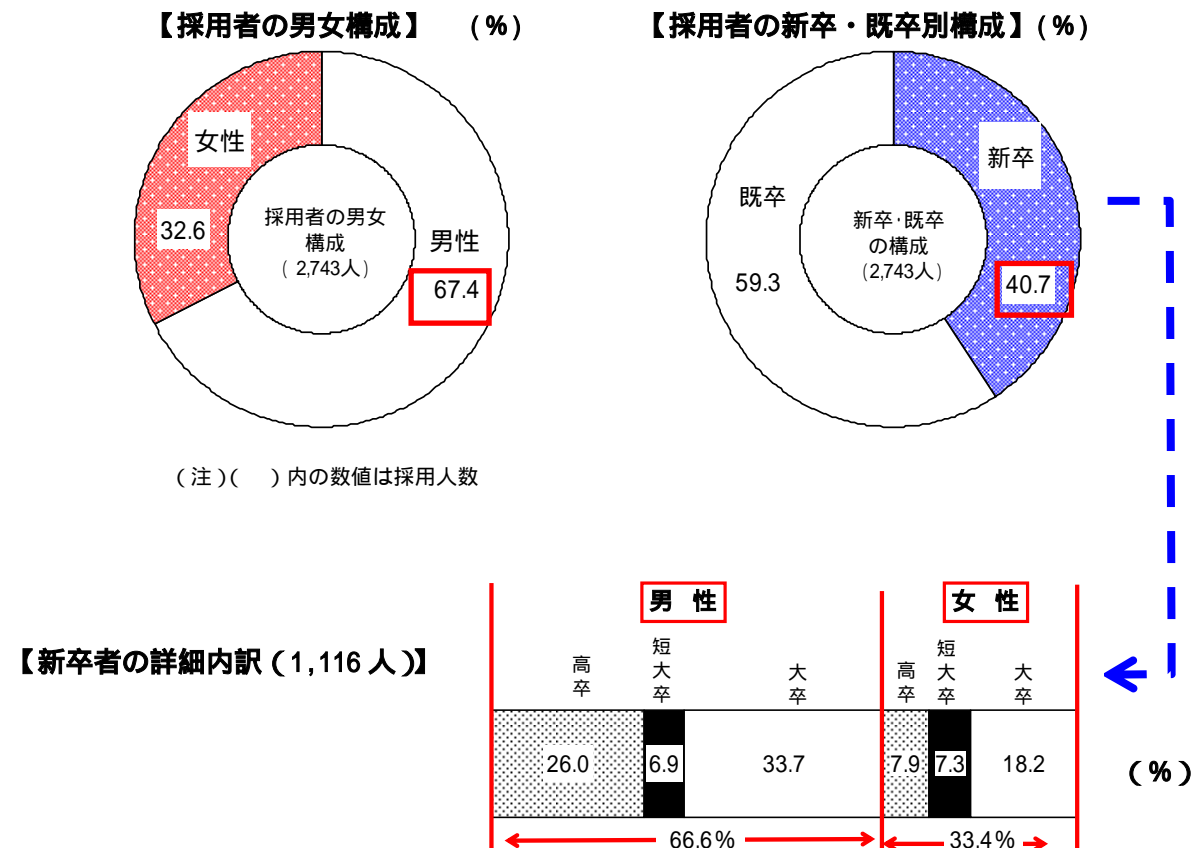 【採用者の男女構成】 (%)
女性
32.6
採用者の男女
構成
( 2,743人)
男性
67.4
【採用者の新卒・既卒別構成】(%)
既卒
59.3
新卒・既卒
の構成
(2,743人)
新卒
40.7
(注)( )内の数値は採用人数
【新卒者の詳細内訳(1,116人)】
男 性
女 性
高卒
短大卒
大卒
高卒
短大卒
大卒
26.0
6.9
33.7
7.9
7.3
18.2
(%)
66.6%
33.4%